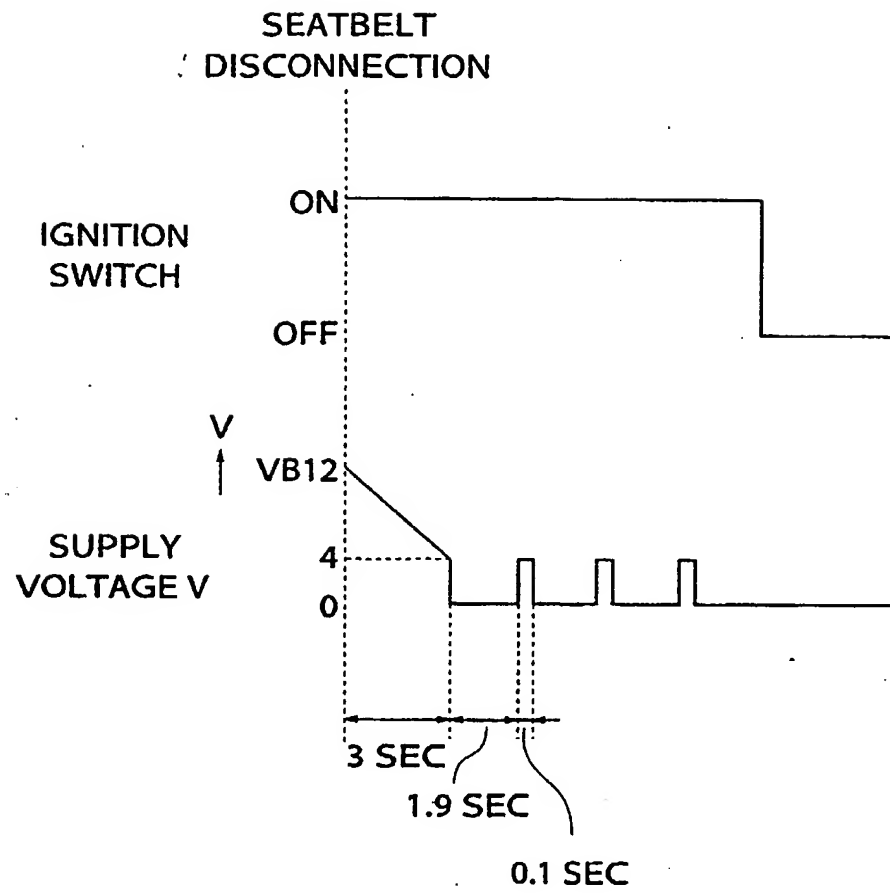 SEATBELT
DISCONNECTION
ON
IGNITION
SWITCH
OFF
V
VB12
SUPPLY
VOLTAGE V
4
0
3 SEC
1.9 SEC
0.1 SEC